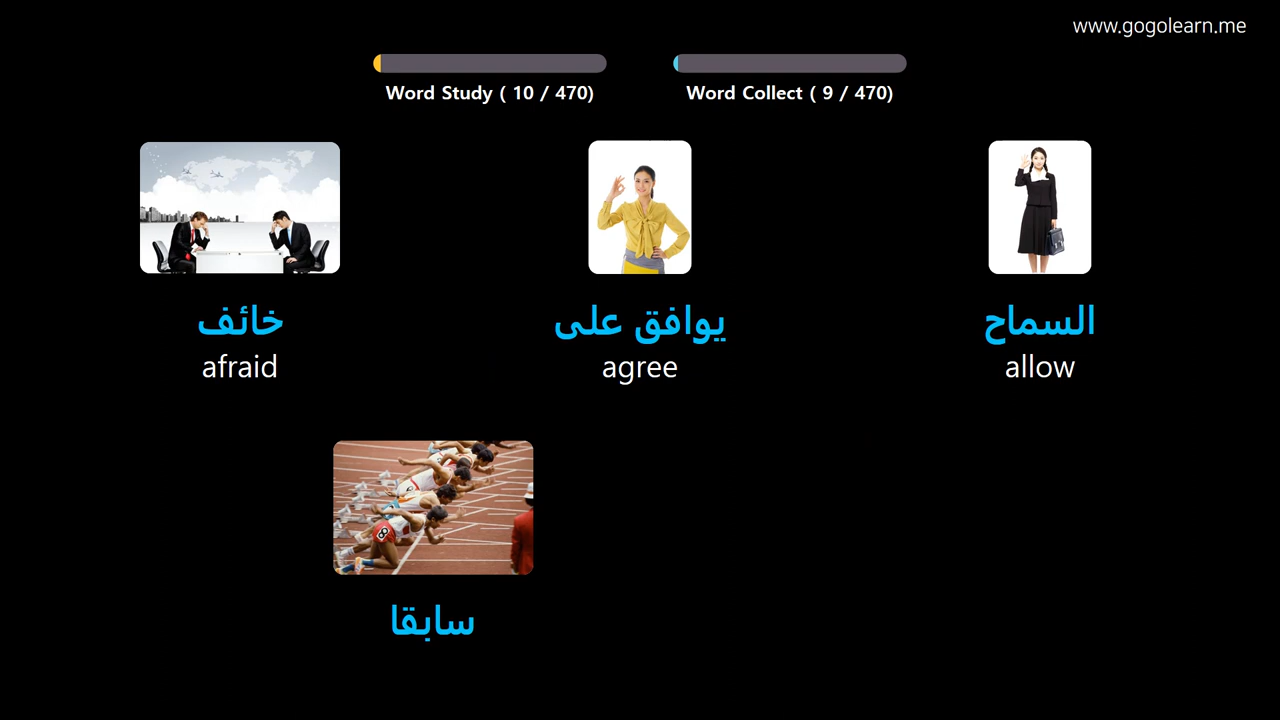 www.gogolearn.me
Word Study ( 10 / 470)
Word Collect ( 9 / 470)
خائف
afraid
يوافق على
agree
السماح
allow
8
سابقا